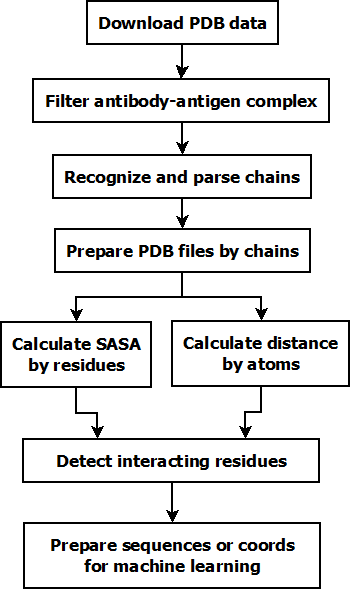 Download PDB data
Filter antibody-antigen complex
Recognize and parse chains
Prepare PDB files by chains
Calculate SASA
by residues
Calculate distance
by atoms
Detect interacting residues
Prepare sequences or coords
for machine learning